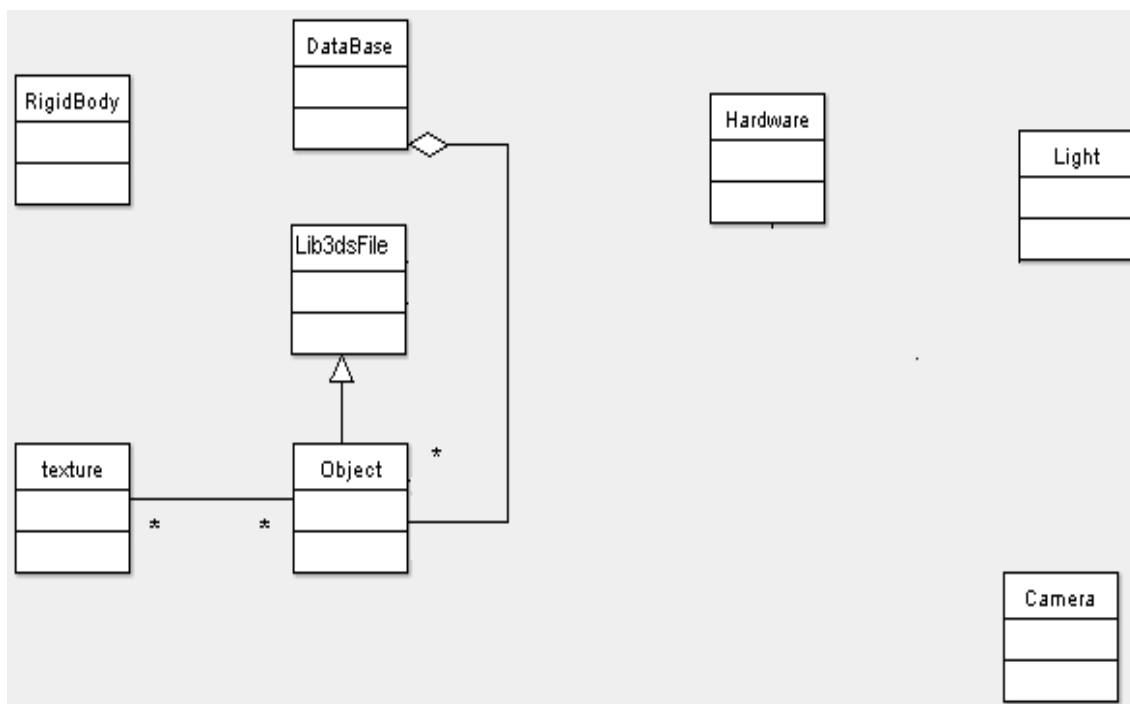 DataBase
RigidBody
Hardware
Light
Lib3dsFile
texture
Object
*
*
*
Camera